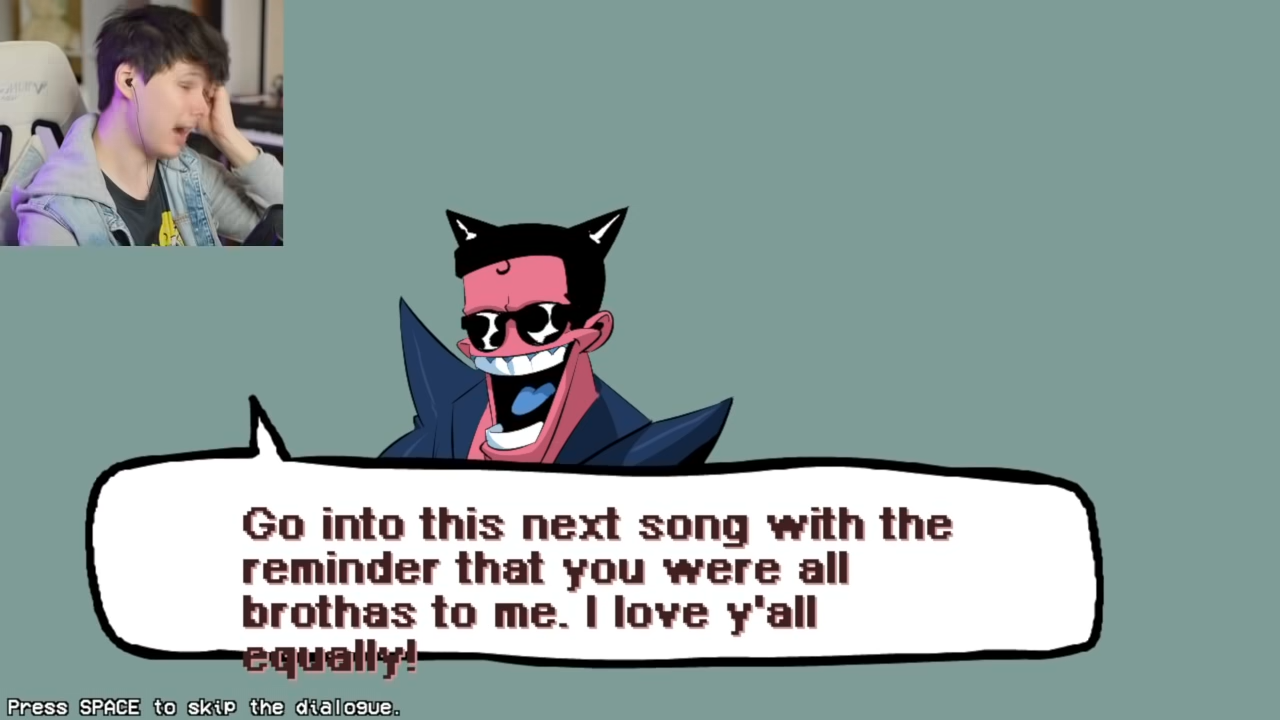 Go into this next song with the
reminder that you were all
brothas to me. I love y'all
equally!
Press SPACE to skip the dialogue.